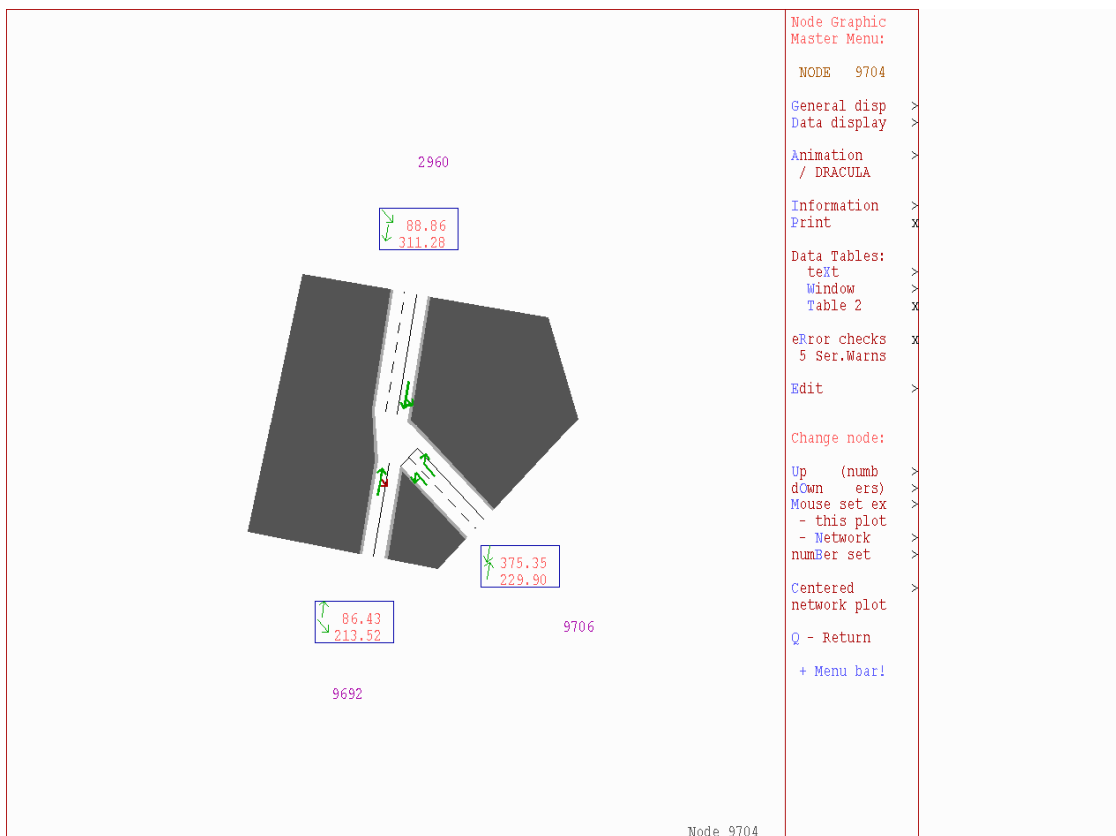 2960
88.86
311.28
375.35
229.90
86.43
213.52
9706
9692
Node 9704
Node Graphic
Master Menu:
NODE 9704
General disp >
Data display >
Animation >
/ DRACULA
Information >
Print x
Data Tables:
teXt >
Window >
Table 2 x
eRror checks x
5 Ser.Warns
Edit >
Change node:
Up (numb >
dOwn ers) >
Mouse set ex >
- this plot
- Network >
numBer set >
Centered >
network plot
Q - Return
+ Menu bar!